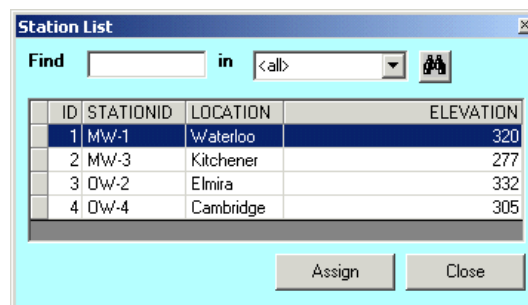 Station List
Find in <all>
ID STATIONID LOCATION ELEVATION
1 MW-1 Waterloo 320
2 MW-3 Kitchener 277
3 OW-2 Elmira 332
4 OW-4 Cambridge 305
Assign Close